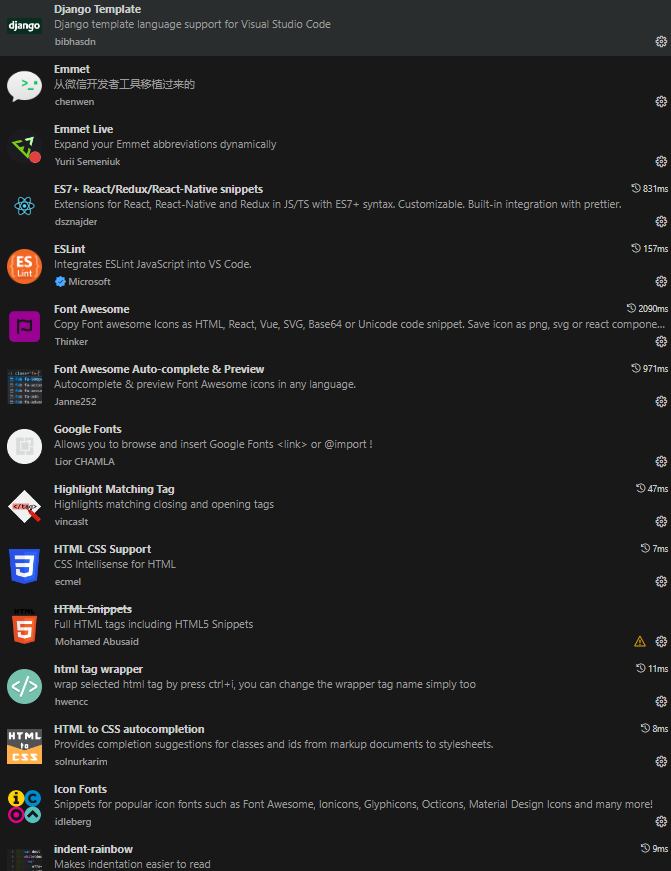 django
Django Template
Django template language support for Visual Studio Code
bibhasdn
Emmet
从微信开发者工具移植过来的
chenwen
Emmet Live
Expand your Emmet abbreviations dynamically
Yurii Semeniuk
ES7+ React/Redux/React-Native snippets
831ms
Extensions for React, React-Native and Redux in JS/TS with ES7+ syntax. Customizable. Built-in integration with prettier.
dsznajder
ES
Lint
ESLint
157ms
Integrates ESLint JavaScript into VS Code.
Microsoft
Font Awesome
2090ms
Copy Font awesome Icons as HTML, React, Vue, SVG, Base64 or Unicode code snippet. Save icon as png, svg or react compone...
Thinker
Font Awesome Auto-complete & Preview
971ms
Autocomplete & preview Font Awesome icons in any language.
Janne252
Google Fonts
Allows you to browse and insert Google Fonts <link> or @import !
Lior CHAMLA
</tag>
Highlight Matching Tag
47ms
Highlights matching closing and opening tags
vincaslt
3
HTML CSS Support
7ms
CSS Intellisense for HTML
ecmel
HTML
5
HTML Snippets
Full HTML tags including HTML5 Snippets
Mohamed Abusaid
</>
html tag wrapper
11ms
wrap selected html tag by press ctrl+i, you can change the wrapper tag name simply too
hwencc
HTML
to
CSS
HTML to CSS autocompletion
8ms
Provides completion suggestions for classes and ids from markup documents to stylesheets.
solnurkarim
Icon Fonts
Snippets for popular icon fonts such as Font Awesome, Ionicons, Glyphicons, Octicons, Material Design Icons and many more!
idleberg
indent-rainbow
9ms
Makes indentation easier to read